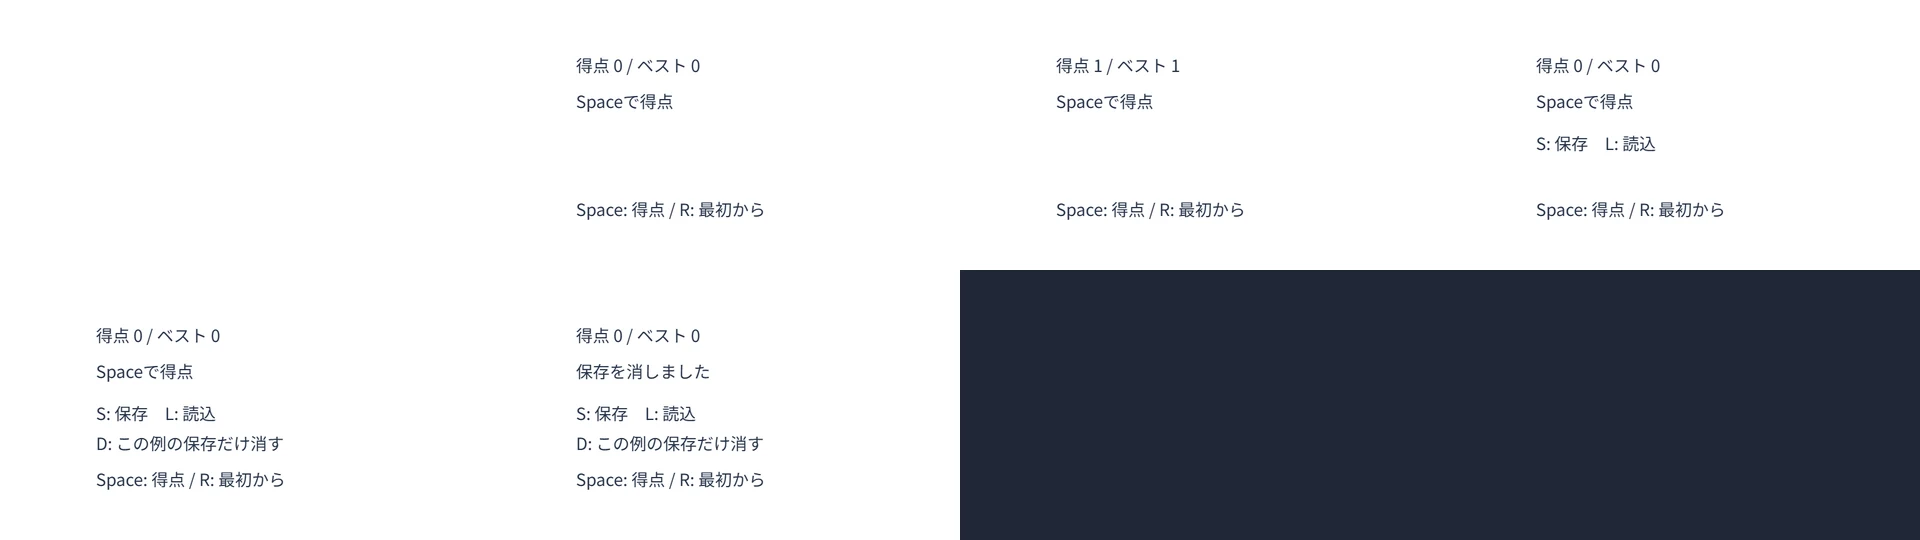 得点 0 / ベスト 0
Spaceで得点
Space: 得点 / R: 最初から
得点 1 / ベスト 1
Spaceで得点
Space: 得点 / R: 最初から
得点 0 / ベスト 0
Spaceで得点
S: 保存　L: 読込
Space: 得点 / R: 最初から
得点 0 / ベスト 0
Spaceで得点
S: 保存　L: 読込
D: この例の保存だけ消す
Space: 得点 / R: 最初から
得点 0 / ベスト 0
保存を消しました
S: 保存　L: 読込
D: この例の保存だけ消す
Space: 得点 / R: 最初から